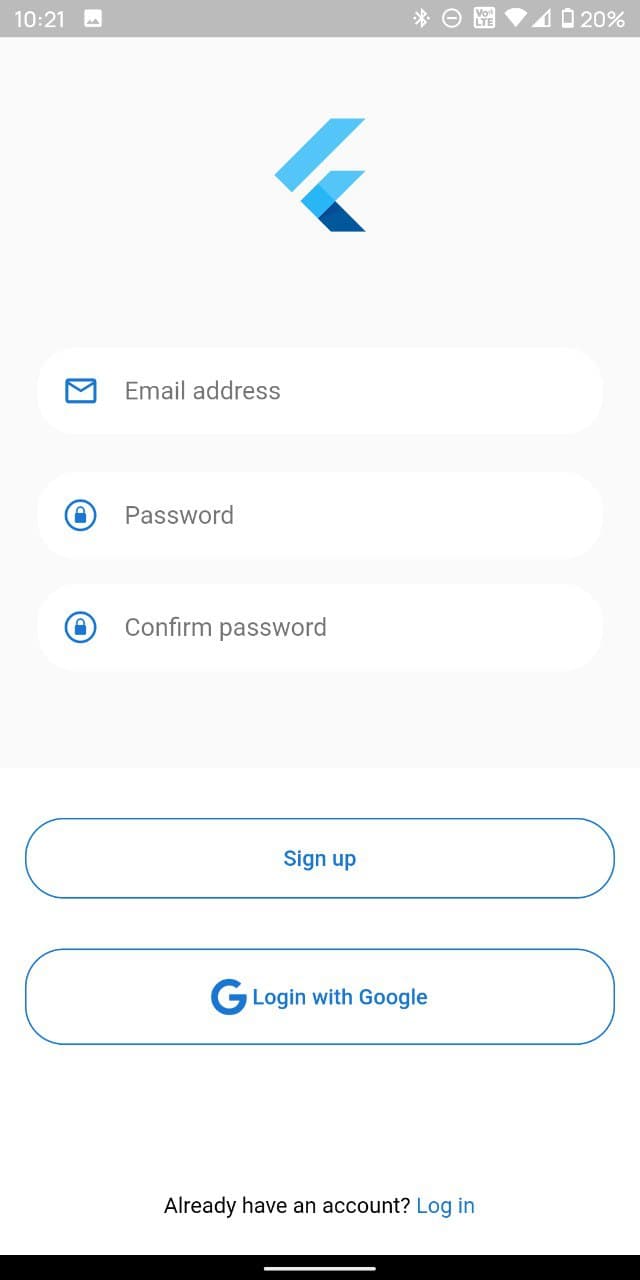 10:21 VoLTE 20%
Email address
Password
Confirm password
Sign up
G Login with Google
Already have an account? Log in